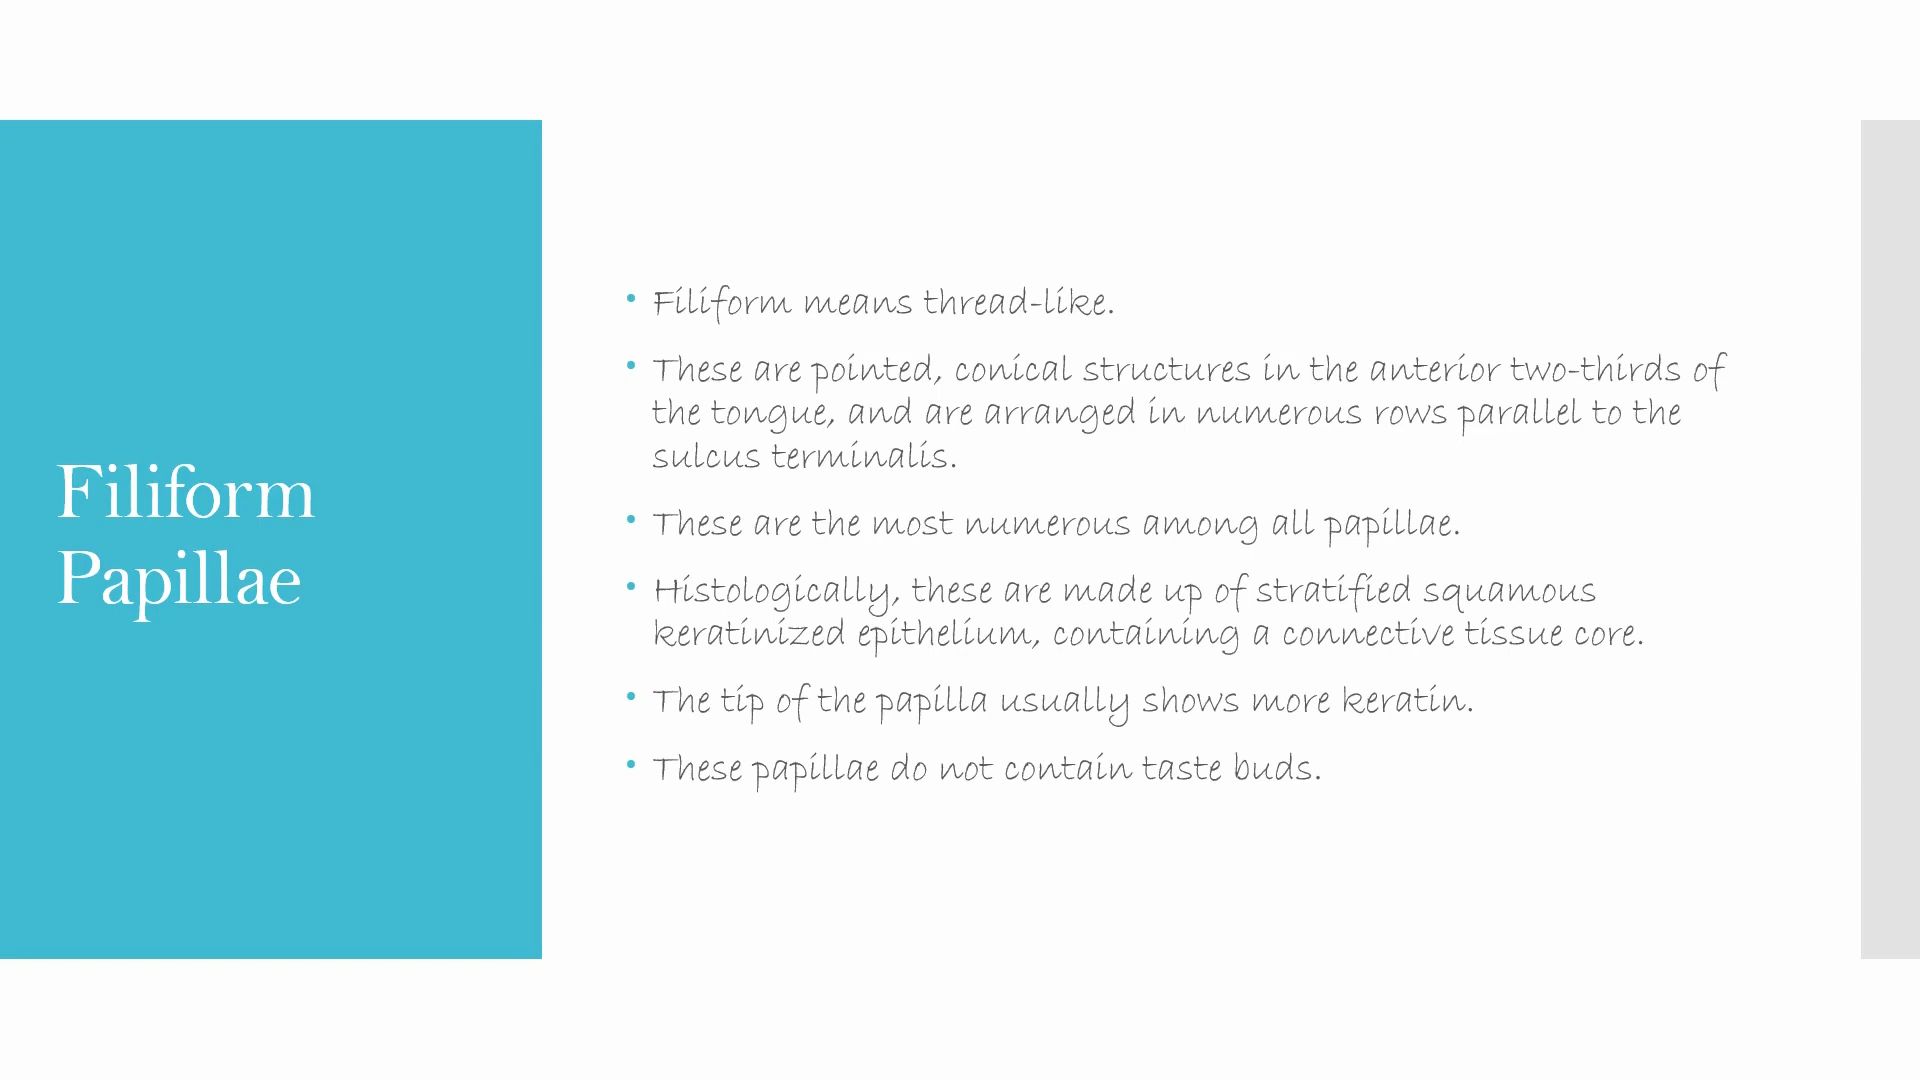 Filiform
Papillae
• Filiform means thread-like.
• These are pointed, conical structures in the anterior two-thirds of
the tongue, and are arranged in numerous rows parallel to the
sulcus terminalis.
• These are the most numerous among all papillae.
• Histologically, these are made up of stratified squamous
keratinized epithelium, containing a connective tissue core.
• The tip of the papilla usually shows more keratin.
• These papillae do not contain taste buds.